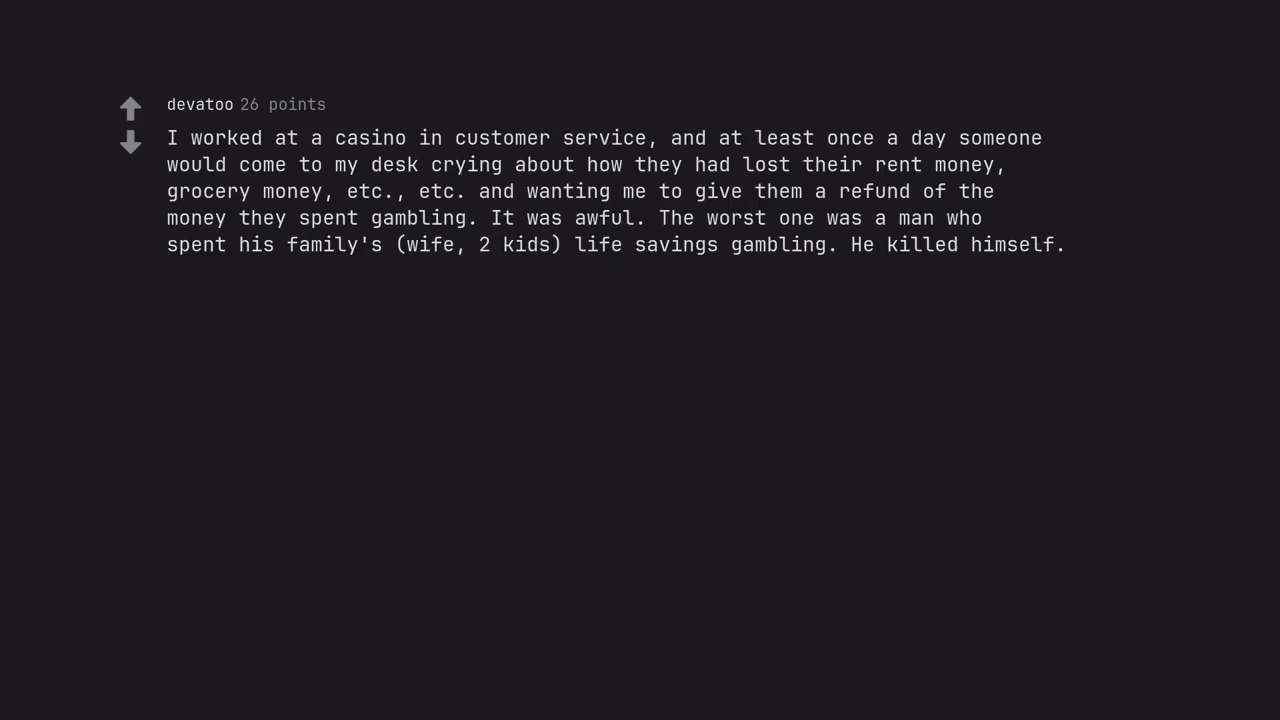 devatoo 26 points
I worked at a casino in customer service, and at least once a day someone
would come to my desk crying about how they had lost their rent money,
grocery money, etc., etc. and wanting me to give them a refund of the
money they spent gambling. It was awful. The worst one was a man who
spent his family's (wife, 2 kids) life savings gambling. He killed himself.